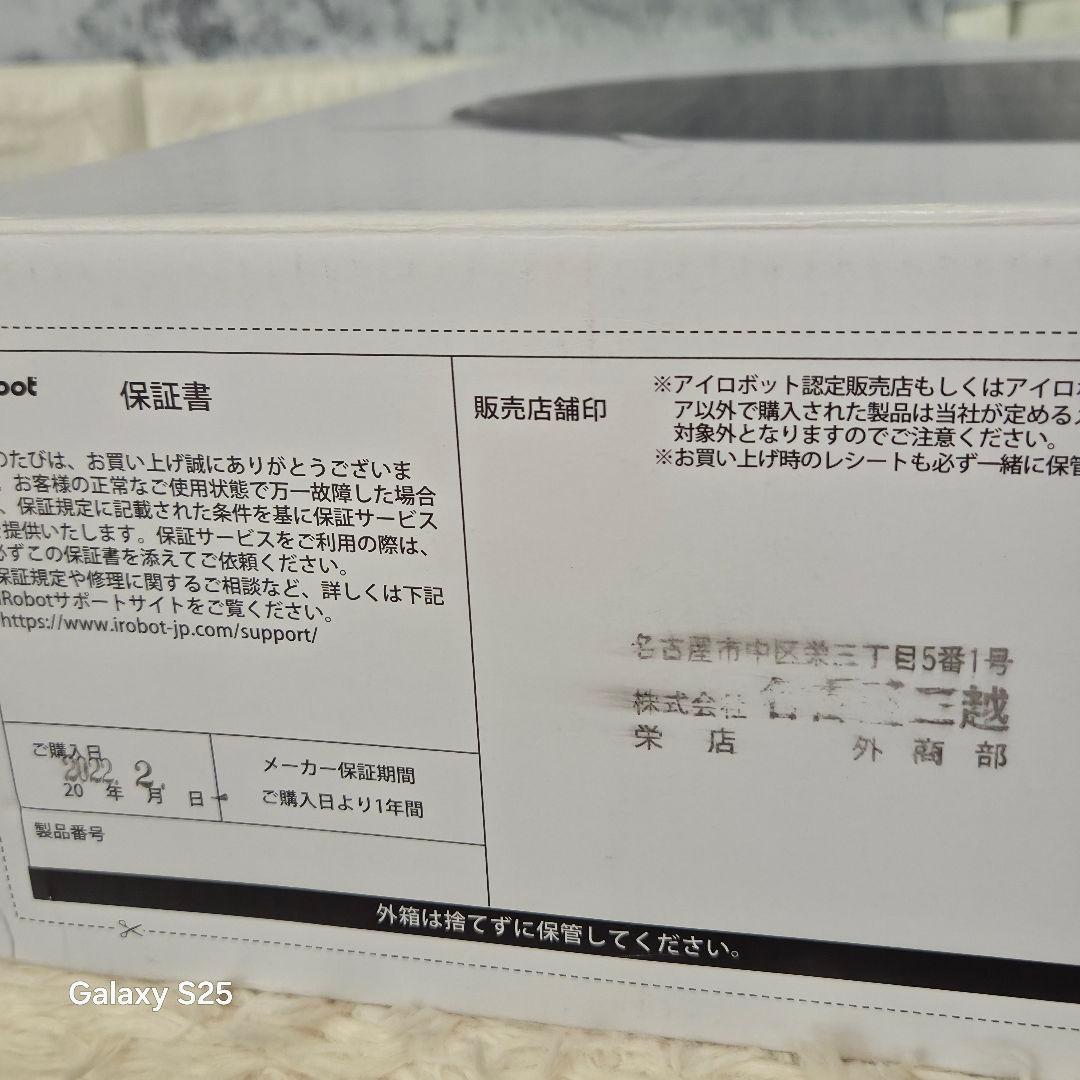 保証書
のたびは、お買い上げ誠にありがとうございま
。お客様の正常なご使用状態で万一故障した場合
、保証規定に記載された条件を基に保証サービス
提供いたします。保証サービスをご利用の際は、
ずこの保証書を添えてご依頼ください。
保証規定や修理に関するご相談など、詳しくは下記
iRobotサポートサイトをご覧ください。
https://www.irobot-jp.com/support/
ご購入日
2022. 2.
20 年 月 日
メーカー保証期間
ご購入日より1年間
製品番号
販売店舗印
※アイロボット認定販売店もしくはアイロ
ア以外で購入された製品は当社が定める
対象外となりますのでご注意ください。
※お買い上げ時のレシートも必ず一緒に保管
名古屋市中区栄三丁目5番1号
株式会社 三越
栄店 外商部
外箱は捨てずに保管してください。
Galaxy S25